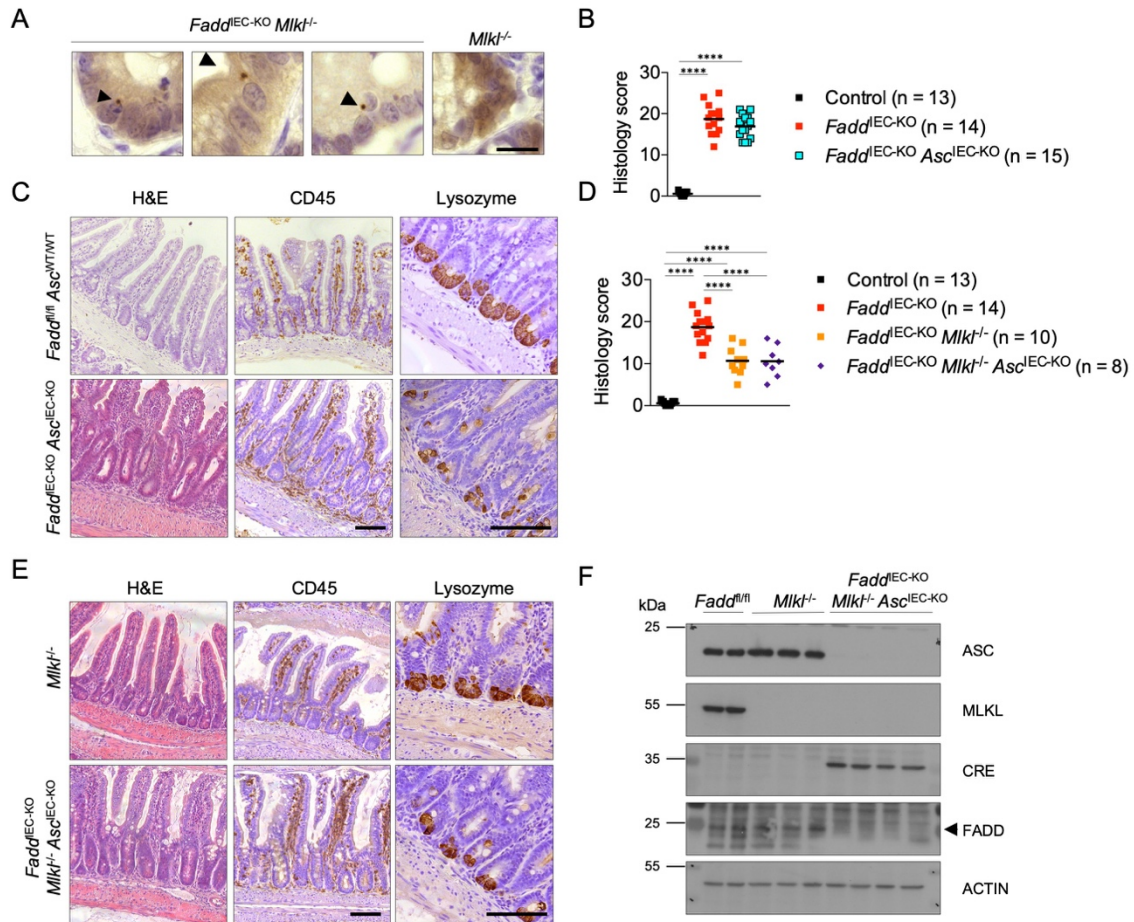 A
Fadd^IEC-KO Mlkl^-/-
Mlkl^-/-
B
Histology score
30
20
10
0
****
****
Control (n = 13)
Fadd^IEC-KO (n = 14)
Fadd^IEC-KO Asc^IEC-KO (n = 15)
C
H&E
CD45
Lysozyme
Fadd^fl/fl Asc^WT/WT
Fadd^IEC-KO Asc^IEC-KO
D
Histology score
30
20
10
0
****
****
**** ****
****
Control (n = 13)
Fadd^IEC-KO (n = 14)
Fadd^IEC-KO Mlkl^-/- (n = 10)
Fadd^IEC-KO Mlkl^-/- Asc^IEC-KO (n = 8)
E
H&E
CD45
Lysozyme
Mlkl^-/-
Fadd^IEC-KO
Mlkl^-/- Asc^IEC-KO
F
kDa
Fadd^fl/fl
Mlkl^-/-
Fadd^IEC-KO
Mlkl^-/- Asc^IEC-KO
25
ASC
55
MLKL
35
CRE
25
FADD
55
ACTIN